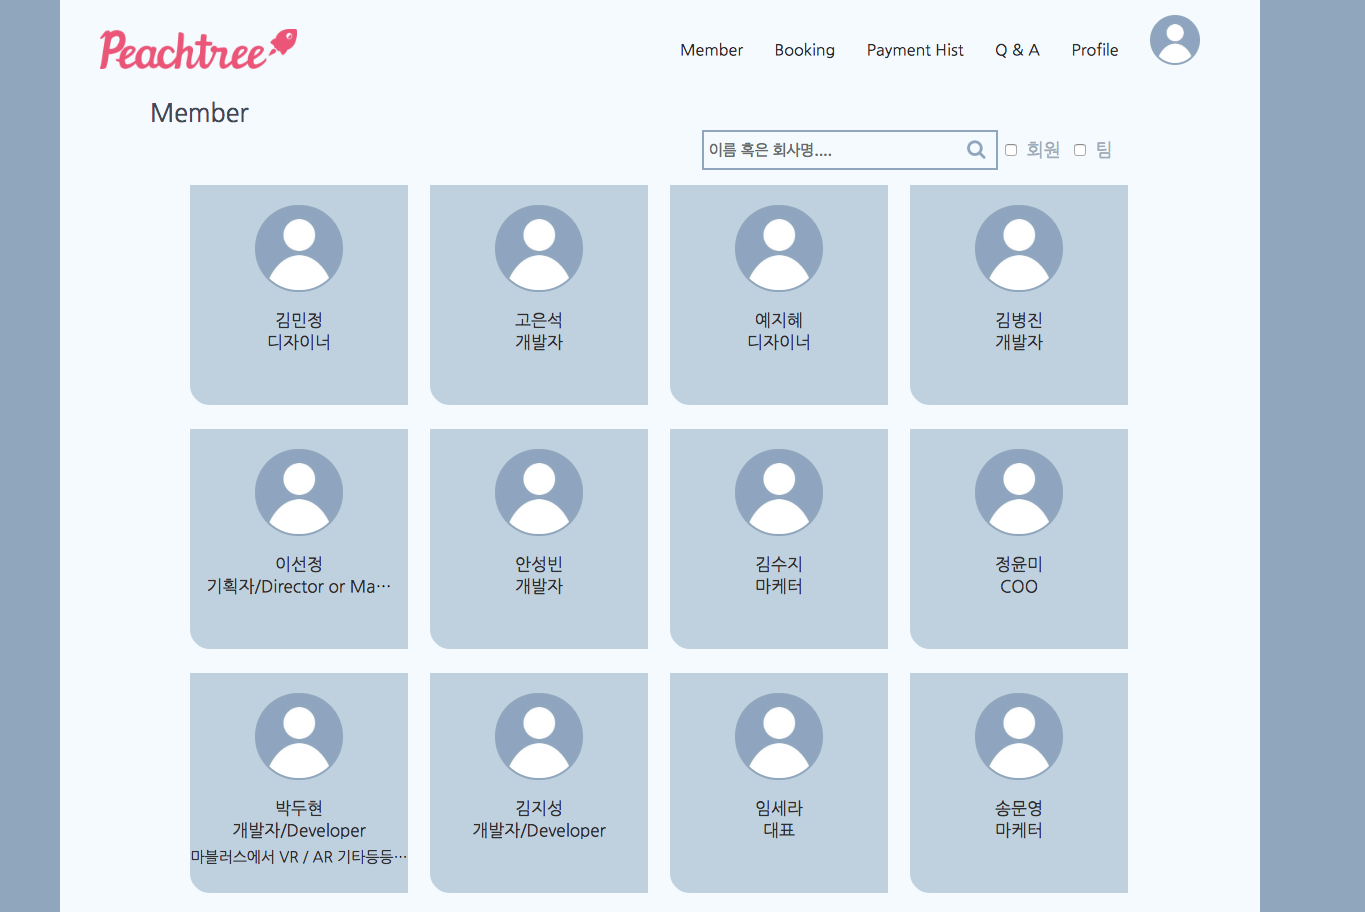 Peachtree
Member Booking Payment Hist Q & A Profile
Member
이름 혹은 회사명.... 회원 팀
김민정
디자이너
고은석
개발자
예지혜
디자이너
김병진
개발자
이선정
기획자/Director or Ma…
안성빈
개발자
김수지
마케터
정윤미
COO
박두현
개발자/Developer
마블러스에서 VR / AR 기타등등…
김지성
개발자/Developer
임세라
대표
송문영
마케터